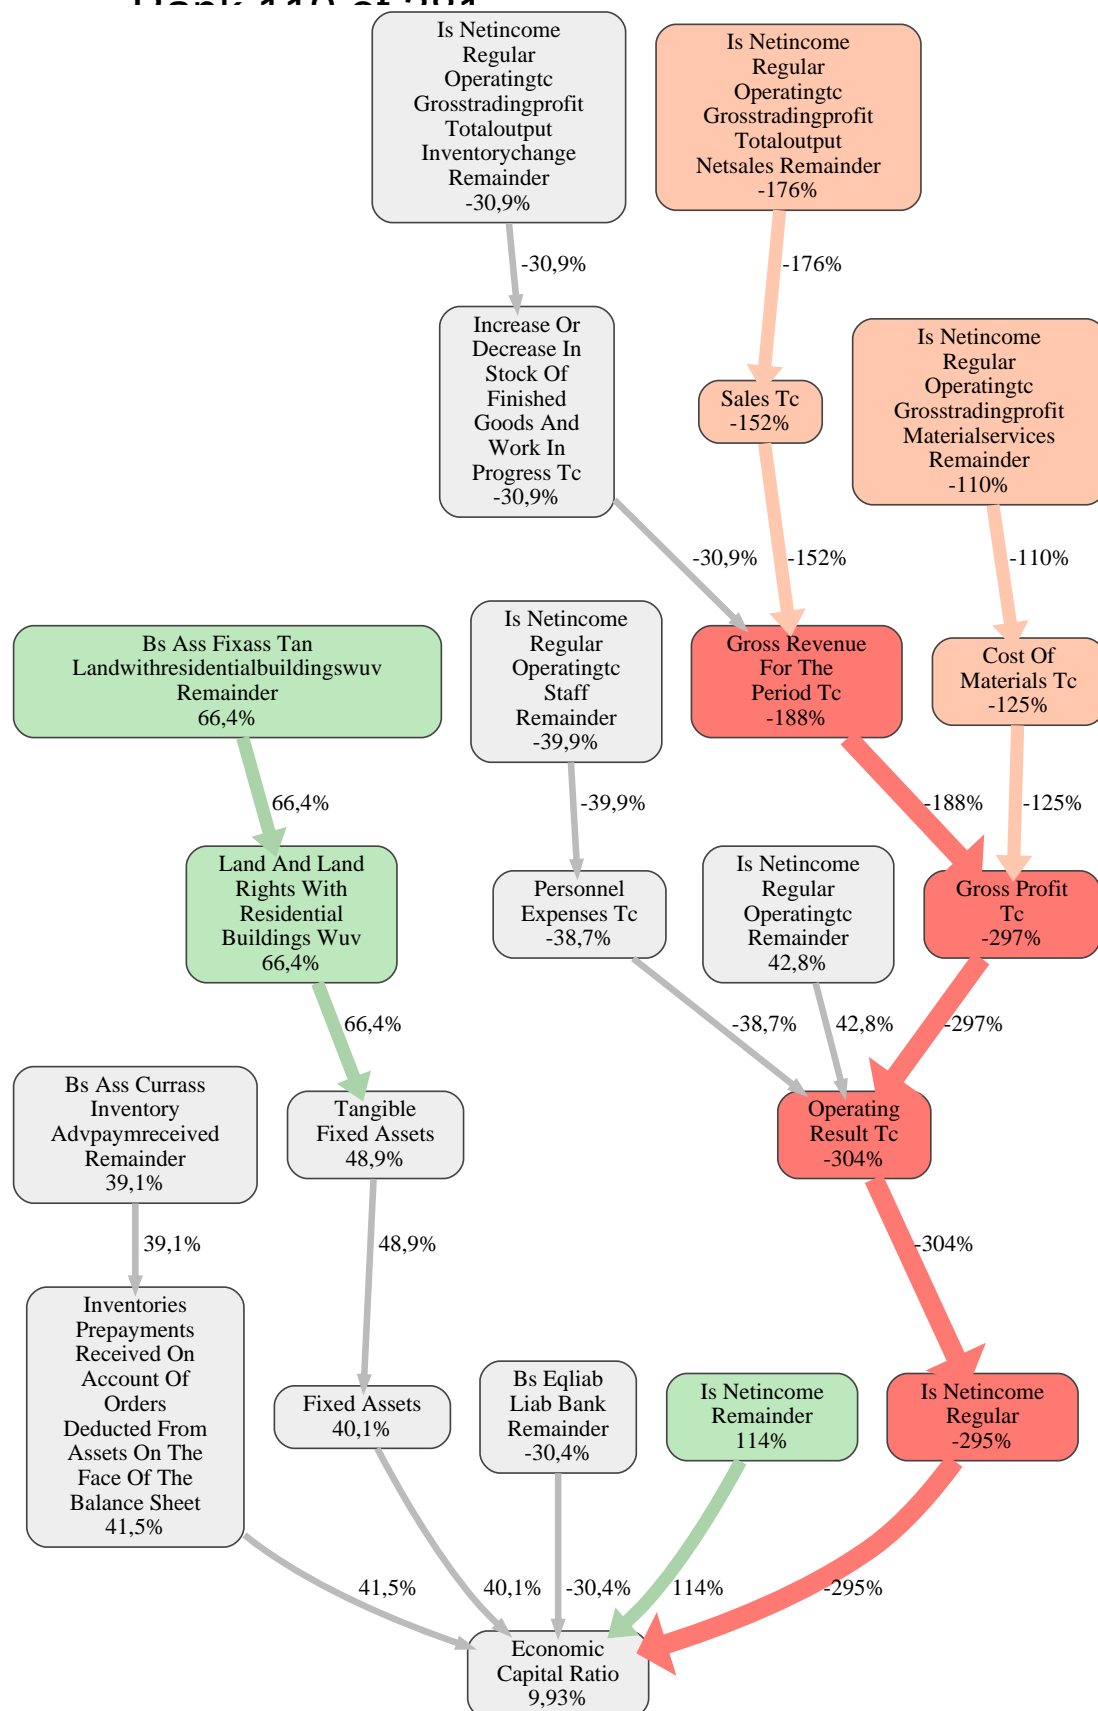 Is Netincome
Regular
Operatingtc
Grosstradingprofit
Totaloutput
Inventorychange
Remainder
-30,9%
Is Netincome
Regular
Operatingtc
Grosstradingprofit
Totaloutput
Netsales Remainder
-176%
-30,9%
-176%
Increase Or
Decrease In
Stock Of
Finished
Goods And
Work In
Progress Tc
-30,9%
Sales Tc
-152%
Is Netincome
Regular
Operatingtc
Grosstradingprofit
Materialservices
Remainder
-110%
-30,9%
-152%
-110%
Bs Ass Fixass Tan
Landwithresidentialbuildingswuv
Remainder
66,4%
Is Netincome
Regular
Operatingtc
Staff
Remainder
-39,9%
Gross Revenue
For The
Period Tc
-188%
Cost Of
Materials Tc
-125%
66,4%
-39,9%
-188%
-125%
Land And Land
Rights With
Residential
Buildings Wuv
66,4%
Personnel
Expenses Tc
-38,7%
Is Netincome
Regular
Operatingtc
Remainder
42,8%
Gross Profit
Tc
-297%
66,4%
-38,7%
42,8%
-297%
Bs Ass Currass
Inventory
Advpaymreceived
Remainder
39,1%
Tangible
Fixed Assets
48,9%
Operating
Result Tc
-304%
39,1%
48,9%
-304%
Inventories
Prepayments
Received On
Account Of
Orders
Deducted From
Assets On The
Face Of The
Balance Sheet
41,5%
Fixed Assets
40,1%
Bs Eqliab
Liab Bank
Remainder
-30,4%
Is Netincome
Remainder
114%
Is Netincome
Regular
-295%
41,5%
40,1%
-30,4%
114%
-295%
Economic
Capital Ratio
9,93%